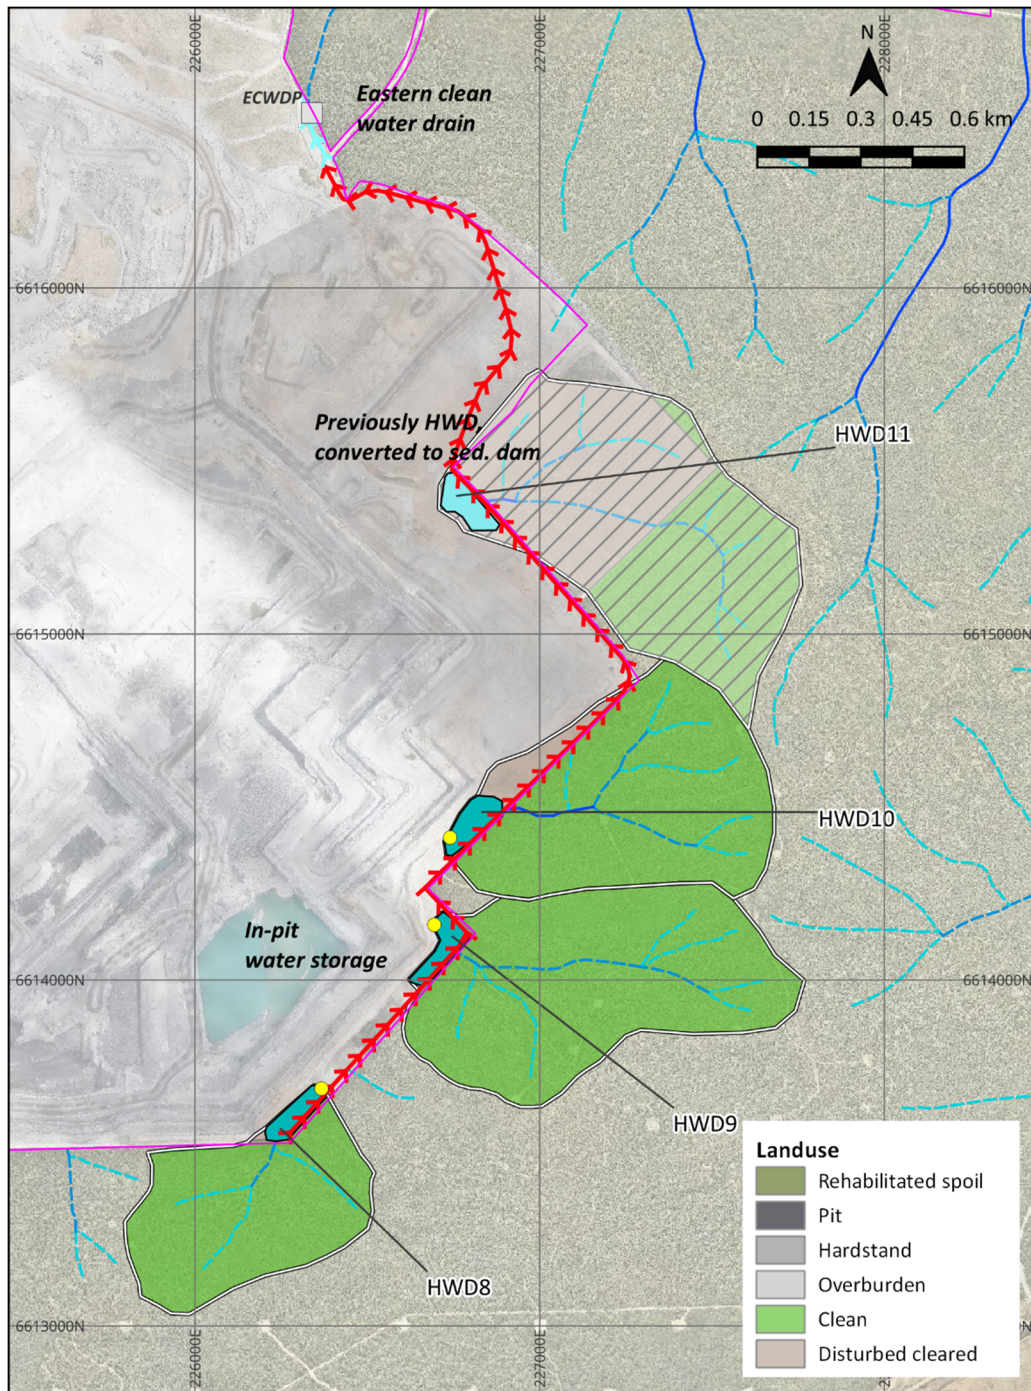 226000E
227000E
228000E
N
ECWDP
Eastern clean
water drain
0 0.15 0.3 0.45 0.6 km
6616000N
6616000N
Previously HWD,
converted to sed. dam
HWD11
6615000N
6615000N
HWD10
In-pit
water storage
6614000N
6614000N
HWD9
HWD8
Landuse
Rehabilitated spoil
Pit
Hardstand
Overburden
Clean
Disturbed cleared
6613000N
226000E
227000E